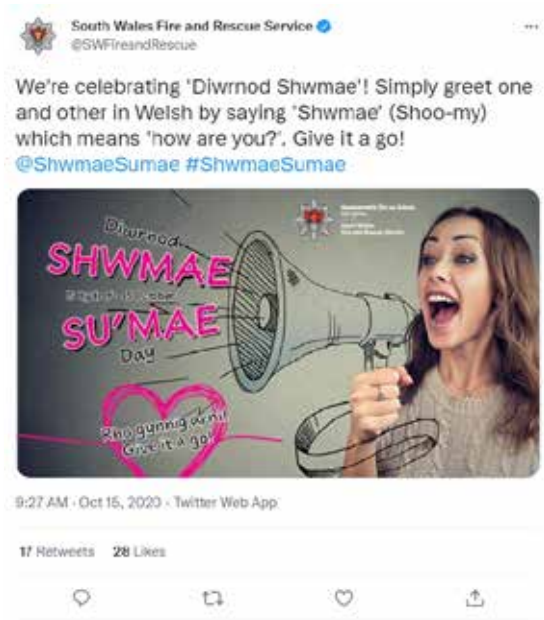 South Wales Fire and Rescue Service
@SWFireandRescue
We're celebrating 'Diwrnod Shwmae'! Simply greet one
and other in Welsh by saying 'Shwmae' (Shoo-my)
which means 'how are you?'. Give it a go!
@ShwmaeSumae #ShwmaeSumae
Diwrnod
SHWMAE
SU'MAE
Day
Rho gynnig arni!
Give it a go!
9:27 AM · Oct 15, 2020 · Twitter Web App
17 Retweets 28 Likes